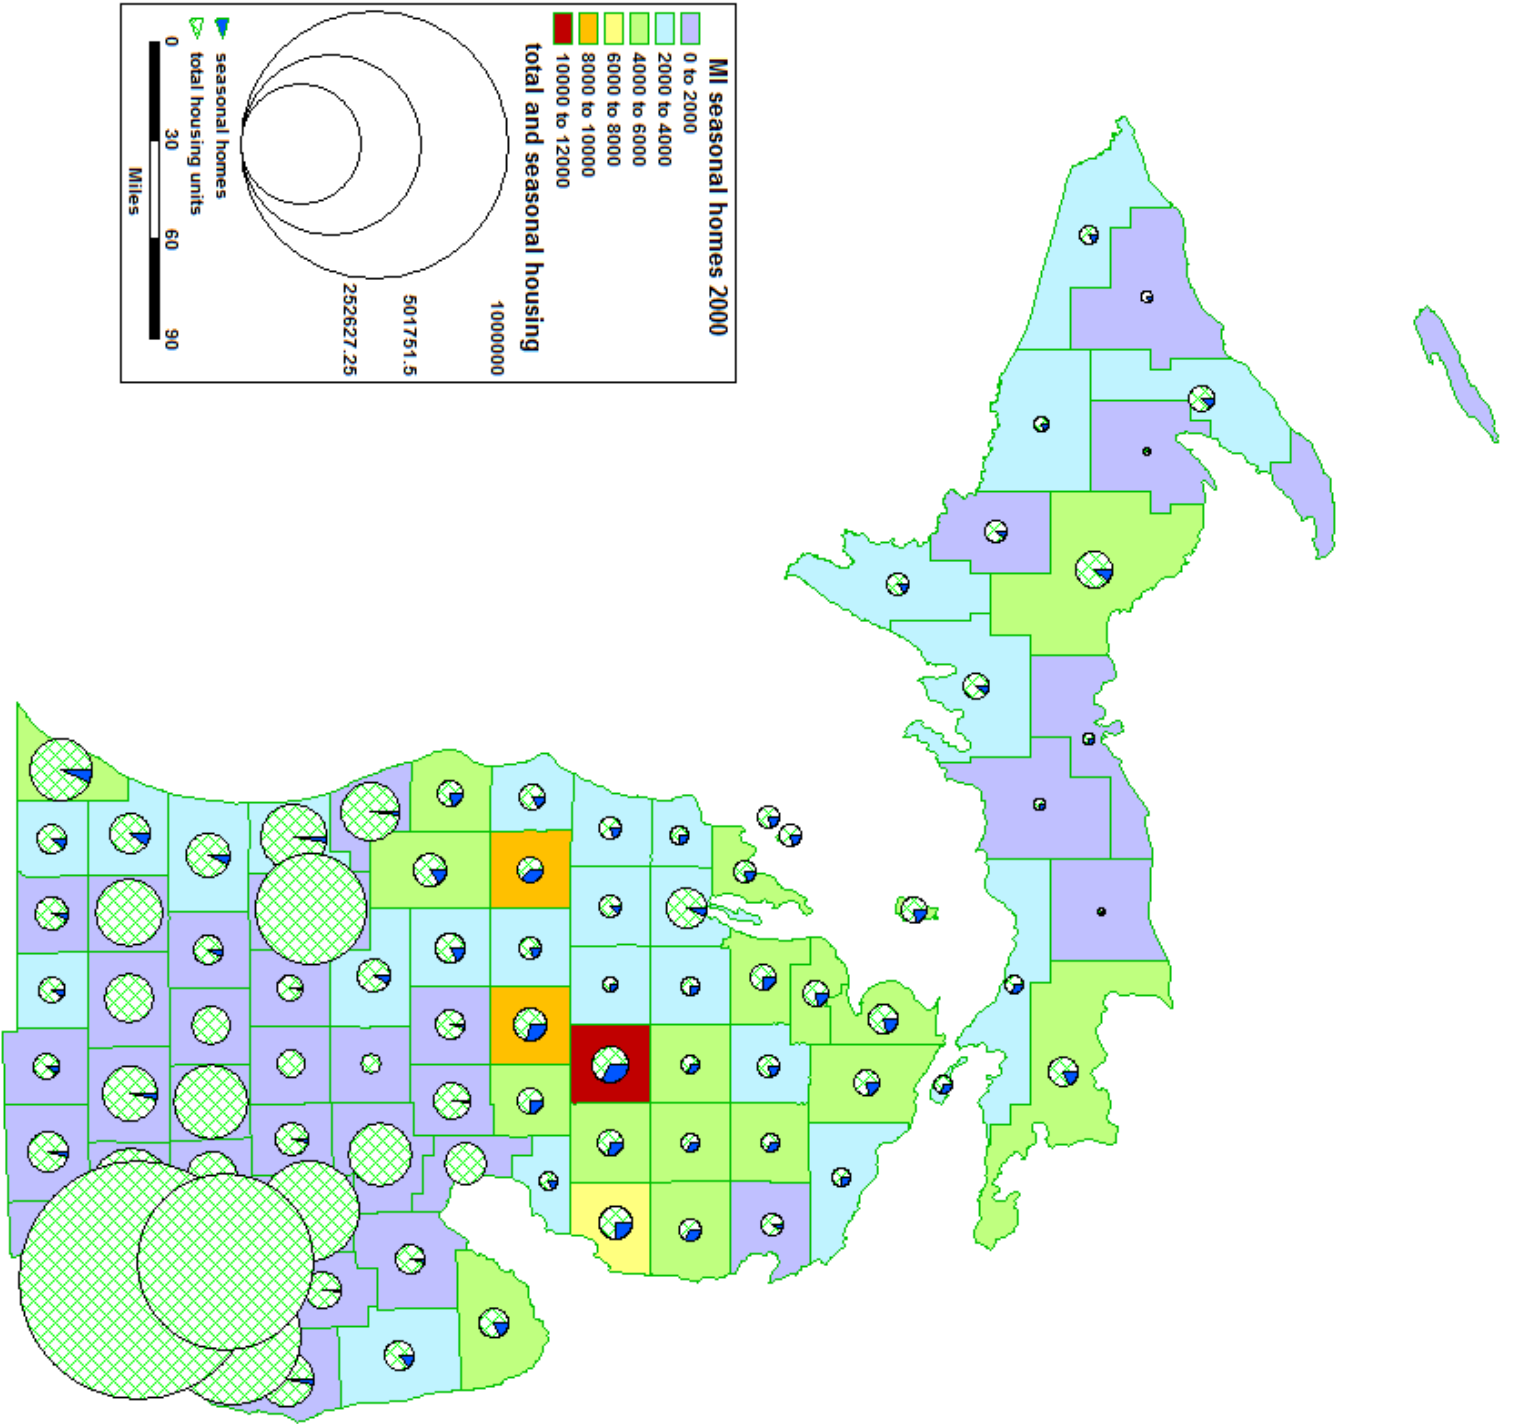 MI seasonal homes 2000
0 to 2000
2000 to 4000
4000 to 6000
6000 to 8000
8000 to 10000
10000 to 12000
total and seasonal housing
1000000
501751.5
252627.25
seasonal homes
total housing units
0 30 60 90
Miles